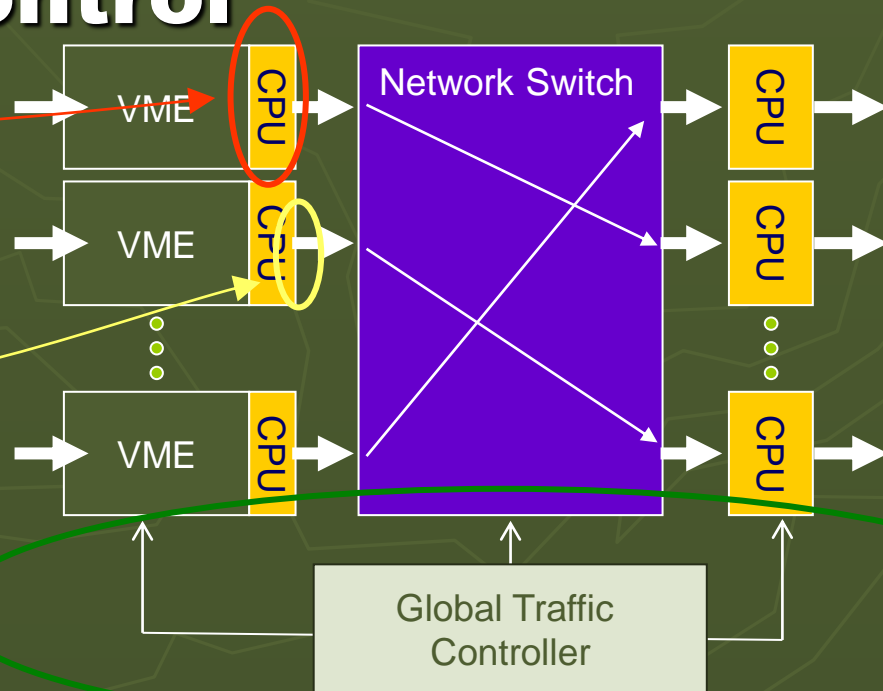 ontrol
VME
CPU
Network Switch
CPU
VME
CPU
CPU
VME
CPU
CPU
Global Traffic
Controller